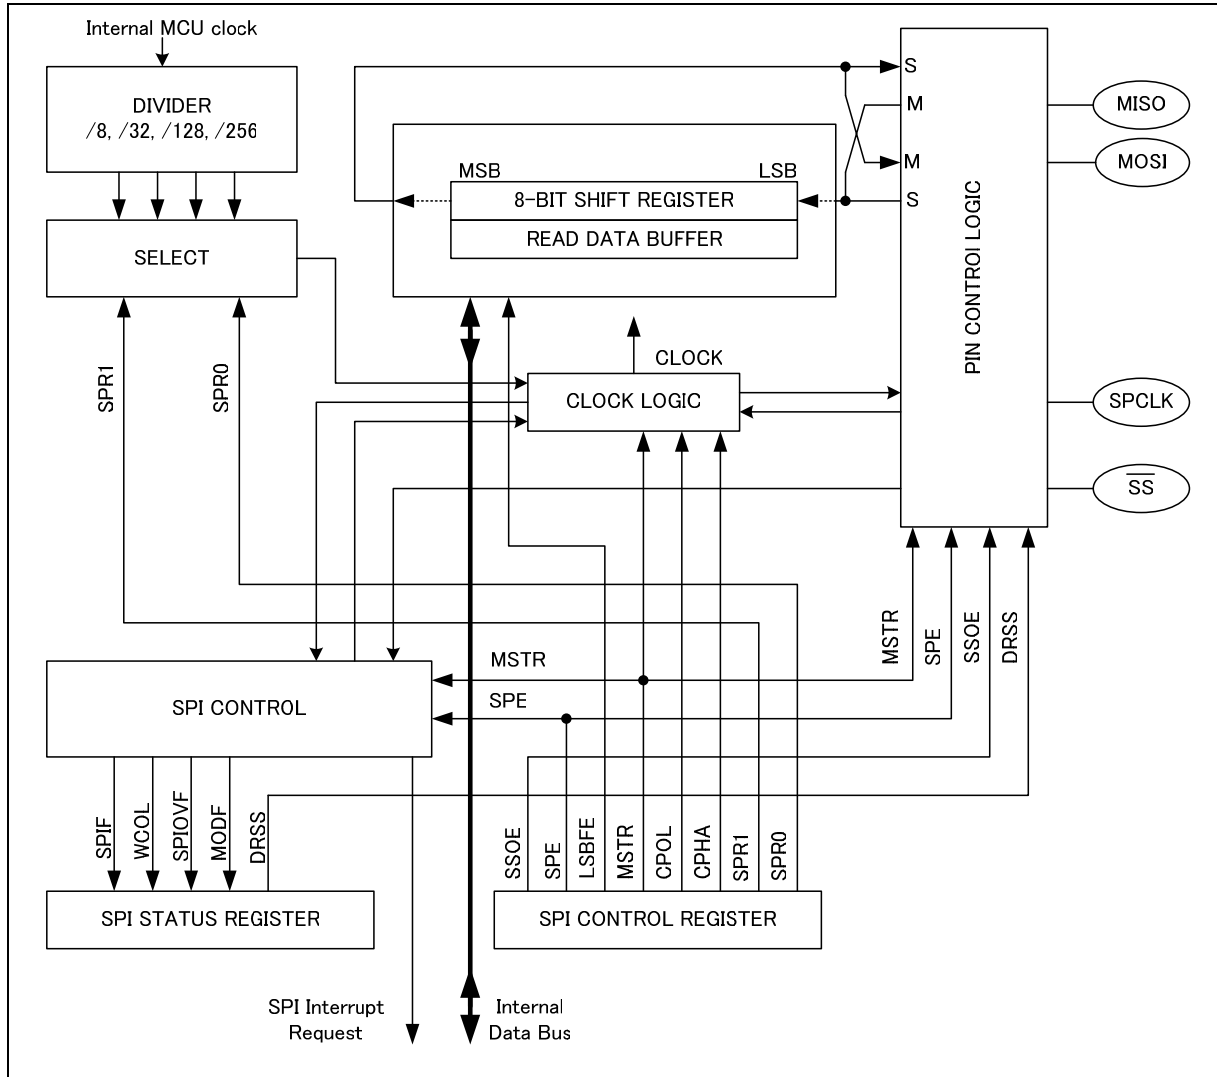 Internal MCU clock
DIVIDER
/8, /32, /128, /256
SELECT
SPR1
SPR0
MSB
LSB
8-BIT SHIFT REGISTER
READ DATA BUFFER
S
M
M
S
PIN CONTROl LOGIC
MISO
MOSI
SPCLK
SS
CLOCK
CLOCK LOGIC
MSTR
SPE
SSOE
DRSS
MSTR
SPE
SPI CONTROL
SPIF
WCOL
SPIOVF
MODF
DRSS
SSOE
SPE
LSBFE
MSTR
CPOL
CPHA
SPR1
SPR0
SPI STATUS REGISTER
SPI CONTROL REGISTER
SPI Interrupt
Request
Internal
Data Bus